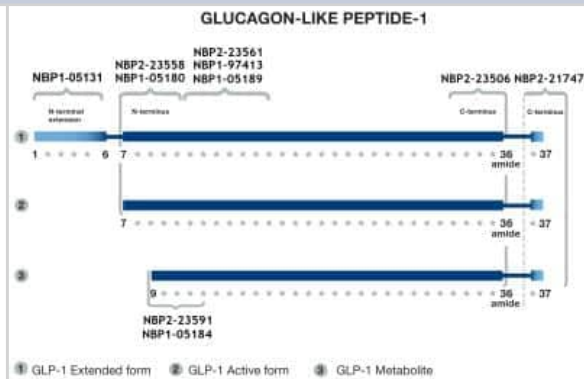 GLUCAGON-LIKE PEPTIDE-1
NBP1-05131
NBP2-23558
NBP1-05180
NBP2-23561
NBP1-97413
NBP1-05189
NBP2-23506
NBP2-21747
N-terminal
extension
N-terminus
C-terminus
C-terminus
1
1 6 7 36 37
amide
2
7 36 37
amide
3
9 36 37
amide
NBP2-23591
NBP1-05184
1 GLP-1 Extended form 2 GLP-1 Active form 3 GLP-1 Metabolite